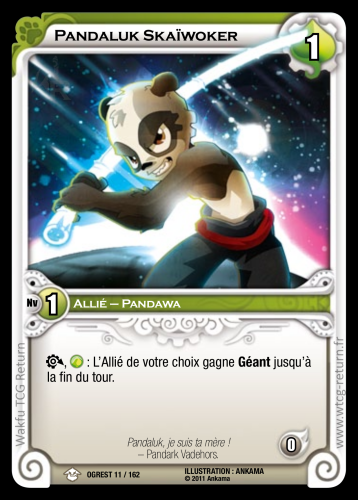 Pandaluk Skaïwoker
1
Nv 1 Allié – Pandawa
, : L'Allié de votre choix gagne Géant jusqu'à
la fin du tour.
Pandaluk, je suis ta mère !
– Pandark Vadehors.
0
OGREST 11 / 162
ILLUSTRATION : ANKAMA
© 2011 Ankama
Wakfu TCG Return
www.wtcg-return.fr